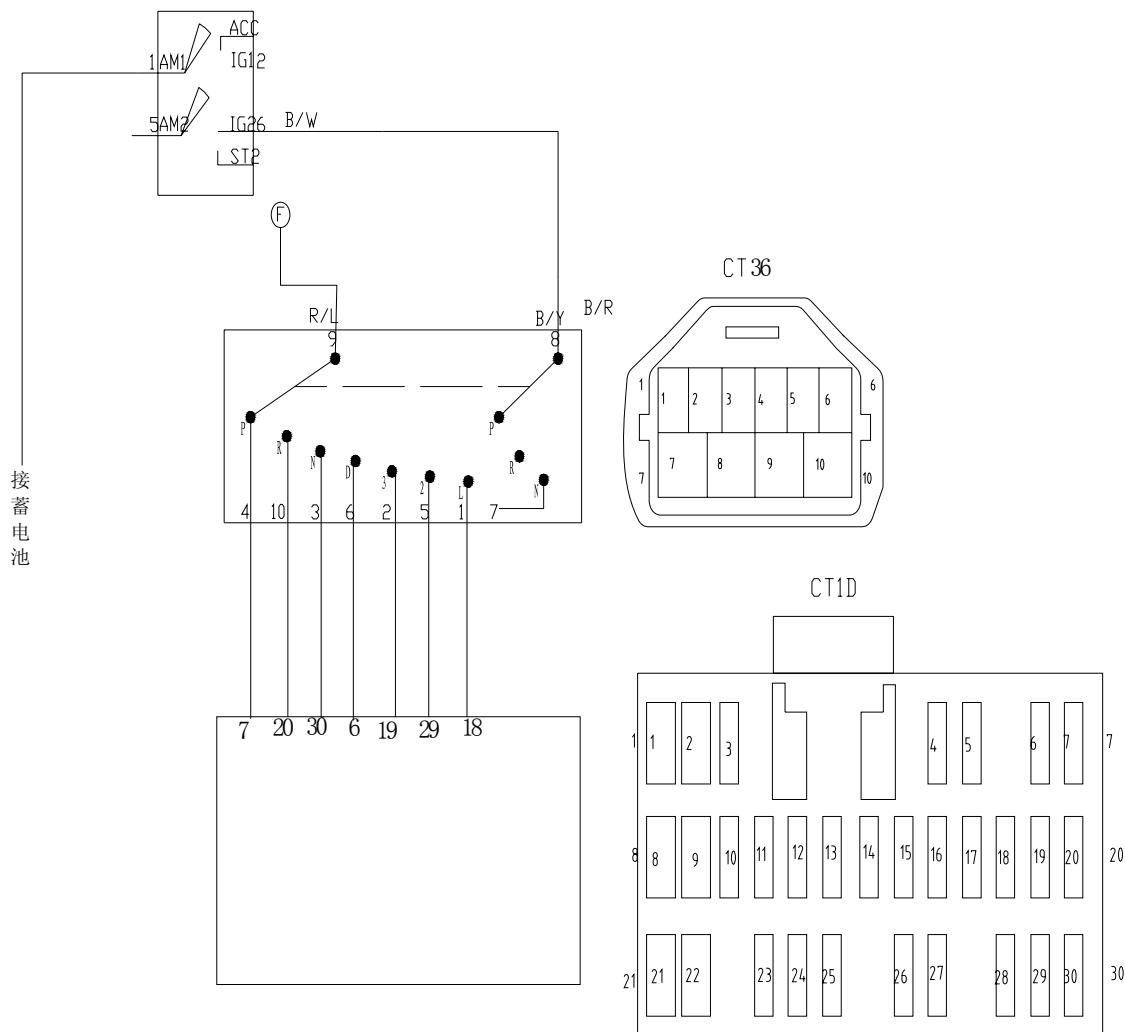 ACC
1AM1 IG12
5AM2 IG26 B/W
ST2
F
CT36
R/L B/Y B/R
9 8
1 1 2 3 4 5 6 6
P P
R R
N N
D
3
2
L
7 7 8 9 10 10
4 10 3 6 2 5 1 7
接蓄电池
CT1D
7 20 30 6 19 29 18
1 1 2 3 4 5 6 7 7
8 8 9 10 11 12 13 14 15 16 17 18 19 20 20
21 21 22 23 24 25 26 27 28 29 30 30